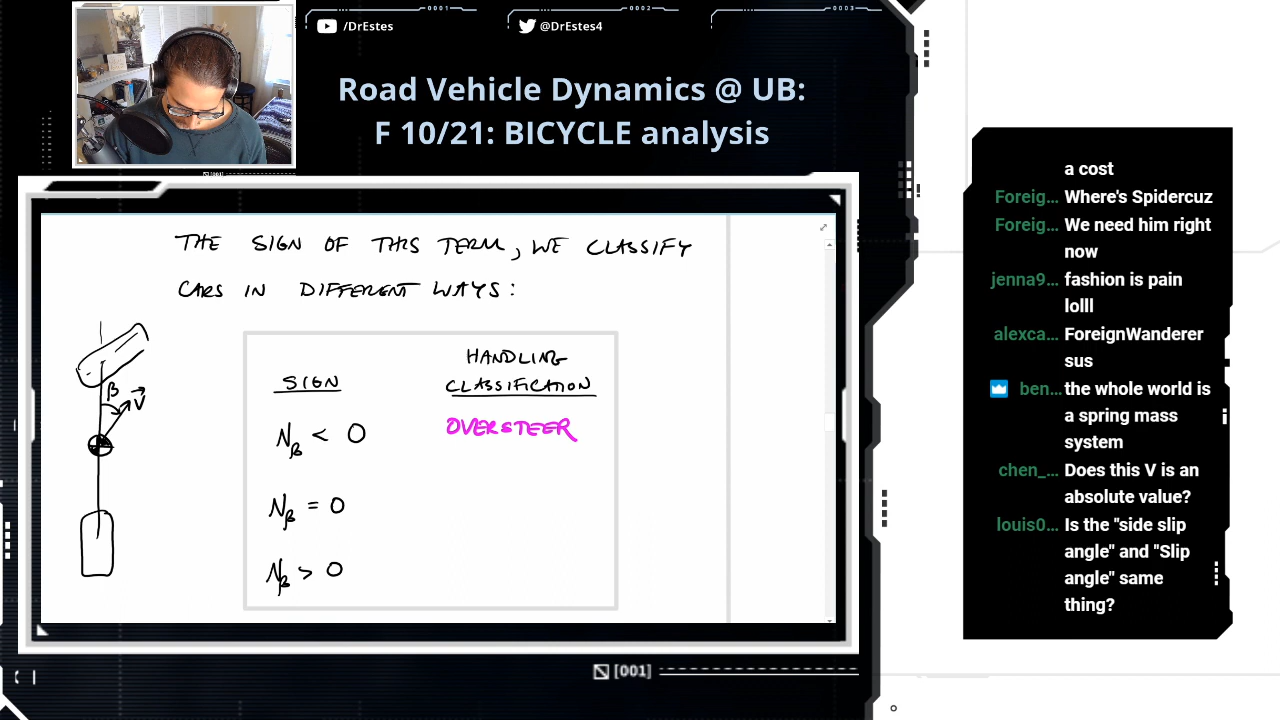 0001
0002
0003
/DrEstes
@DrEstes4
Road Vehicle Dynamics @ UB:
F 10/21: BICYCLE analysis
[001]
THE SIGN OF THIS TERM, WE CLASSIFY
CARS IN DIFFERENT WAYS:
HANDLING
SIGN CLASSIFICATION
Nβ < 0 OVERSTEER
Nβ = 0
Nβ > 0
β
V
[001]
a cost
Foreig… Where's Spidercuz
Foreig… We need him right
now
jenna9… fashion is pain
lolll
alexca… ForeignWanderer
sus
ben… the whole world is
a spring mass
system
chen_… Does this V is an
absolute value?
louis0… Is the "side slip
angle" and "Slip
angle" same
thing?